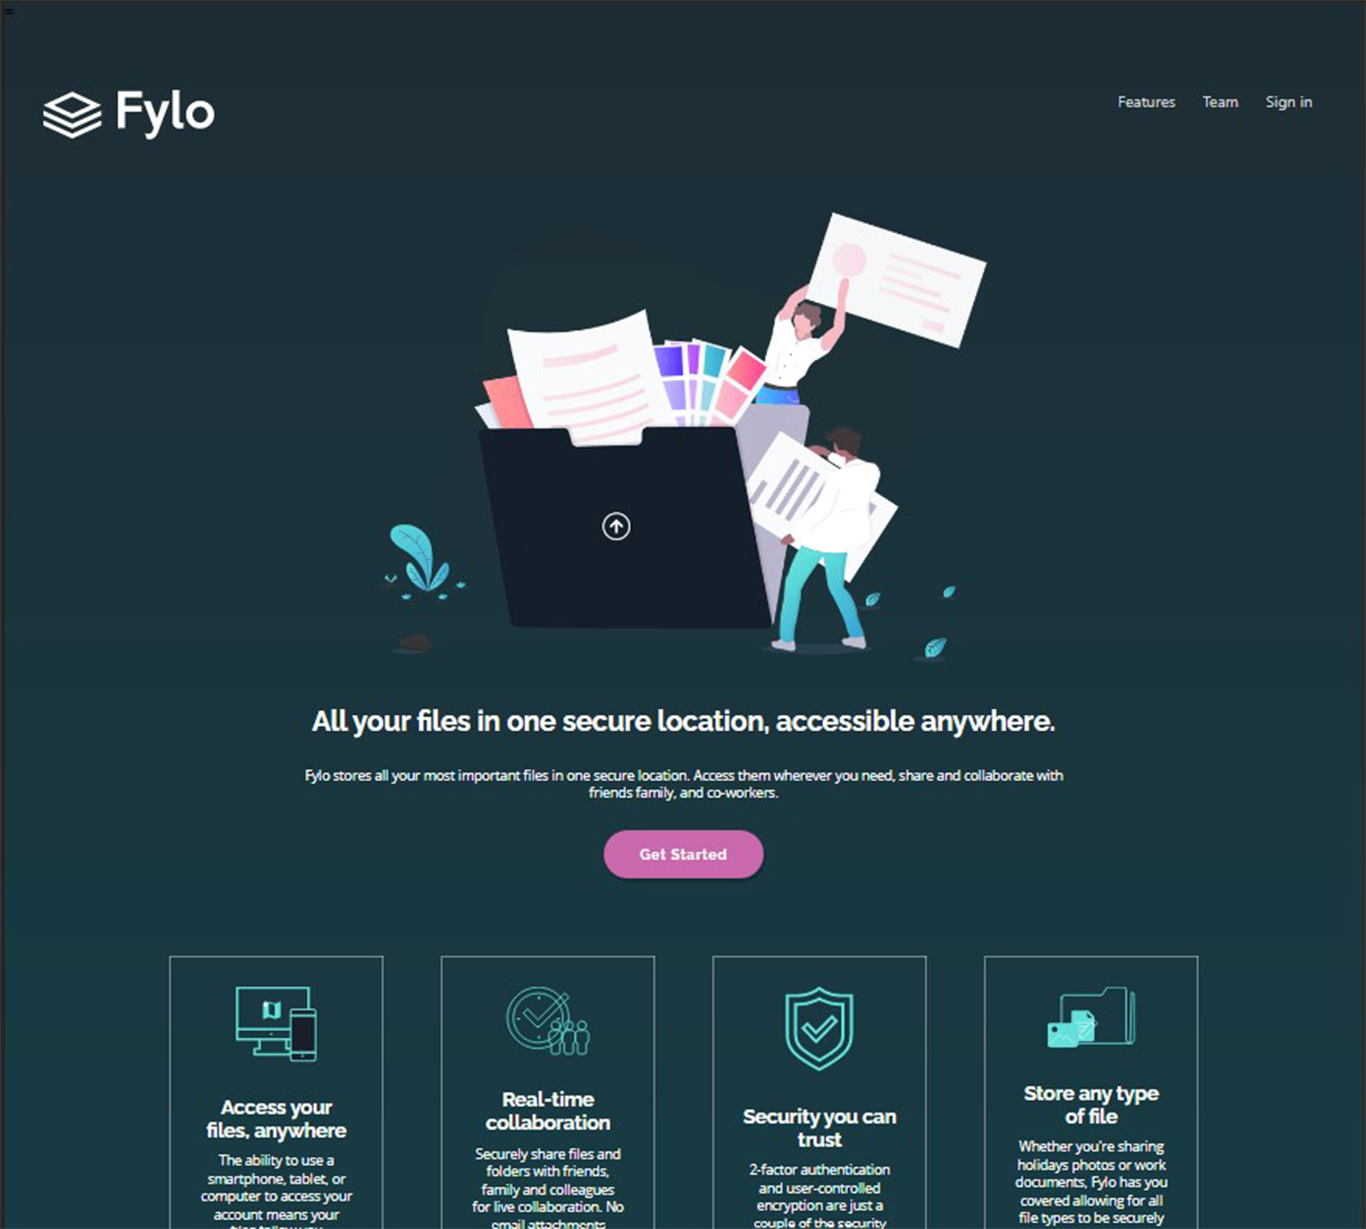 Fylo
Features Team Sign in
All your files in one secure location, accessible anywhere.
Fylo stores all your most important files in one secure location. Access them wherever you need, share and collaborate with
friends family, and co-workers.
Get Started
Access your
files, anywhere
The ability to use a
smartphone, tablet, or
computer to access your
account means your
Real-time
collaboration
Securely share files and
folders with friends,
family and colleagues
for live collaboration. No
email attachments
Security you can
trust
2-factor authentication
and user-controlled
encryption are just a
couple of the security
Store any type
of file
Whether you're sharing
holidays photos or work
documents, Fylo has you
covered allowing for all
file types to be securely